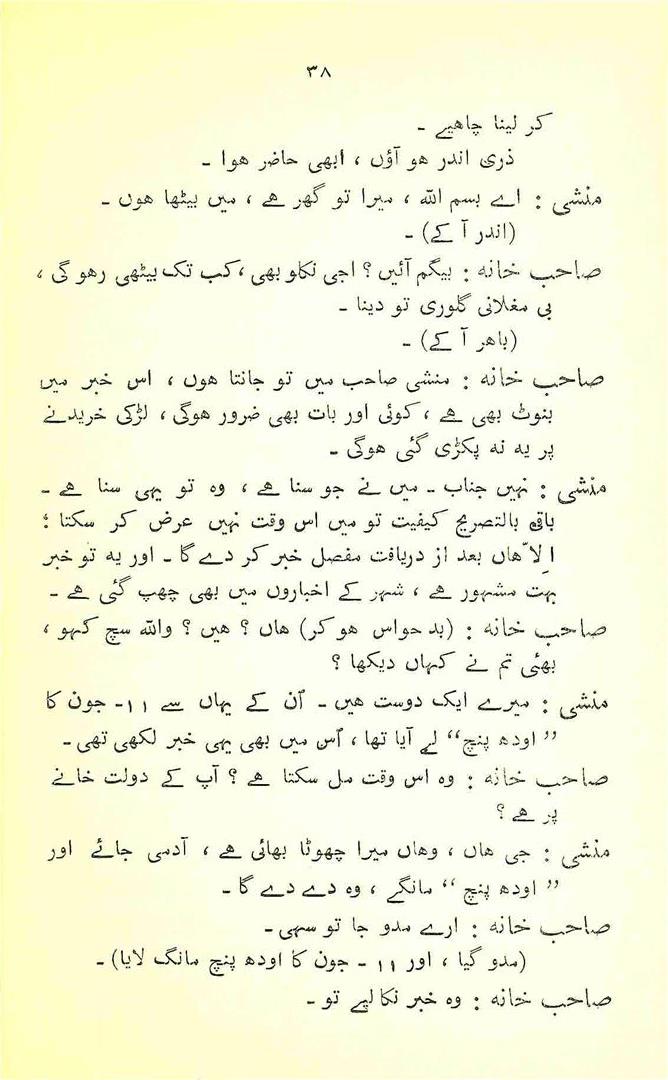 ۳۸
کر لینا چاہیے ۔
ذری اندر ہو آؤں ، ابھی حاضر ہوا ۔
منشی : اے بسم اللہ ، میرا تو گھر ہے ، میں بیٹھا ہوں ۔
(اندر آ کے) ۔
صاحب خانہ : بیگم آئیں ؟ اجی نکلو بھی ، کب تک بیٹھی رہو گی ،
بی مغلانی گلوری تو دینا ۔
(باہر آ کے) ۔
صاحب خانہ : منشی صاحب میں تو جانتا ہوں ، اس خبر میں
بنوٹ بھی ہے ، کوئی اور بات بھی ضرور ہوگی ، لڑکی خریدنے
پر یہ نہ پکڑی گئی ہوگی ۔
منشی : نہیں جناب ۔ میں نے جو سنا ہے ، وہ تو یہی سنا ہے ۔
باقی بالتصریح کیفیت تو میں اس وقت نہیں عرض کر سکتا ؛
اِلاّ ہاں بعد از دریافت مفصل خبر کر دے گا ۔ اور یہ تو خبر
بہت مشہور ہے ، شہر کے اخباروں میں بھی چھپ گئی ہے ۔
صاحب خانہ : (بد حواس ہو کر) ہاں ؟ ہیں ؟ واللہ سچ کہو ،
بھئی تم نے کہاں دیکھا ؟
منشی : میرے ایک دوست ہیں ۔ اُن کے یہاں سے ۱۱۔ جون کا
”اودھ پنچ“ لے آیا تھا ، اُس میں بھی یہی خبر لکھی تھی ۔
صاحب خانہ : وہ اس وقت مل سکتا ہے ؟ آپ کے دولت خانے
پر ہے ؟
منشی : جی ہاں ، وہاں میرا چھوٹا بھائی ہے ، آدمی جائے اور
”اودھ پنچ“ مانگے ، وہ دے دے گا ۔
صاحب خانہ : ارے مدو جا تو سہی ۔
(مدو گیا ، اور ۱۱ ۔ جون کا اودھ پنچ مانگ لایا) ۔
صاحب خانہ : وہ خبر نکالیے تو ۔